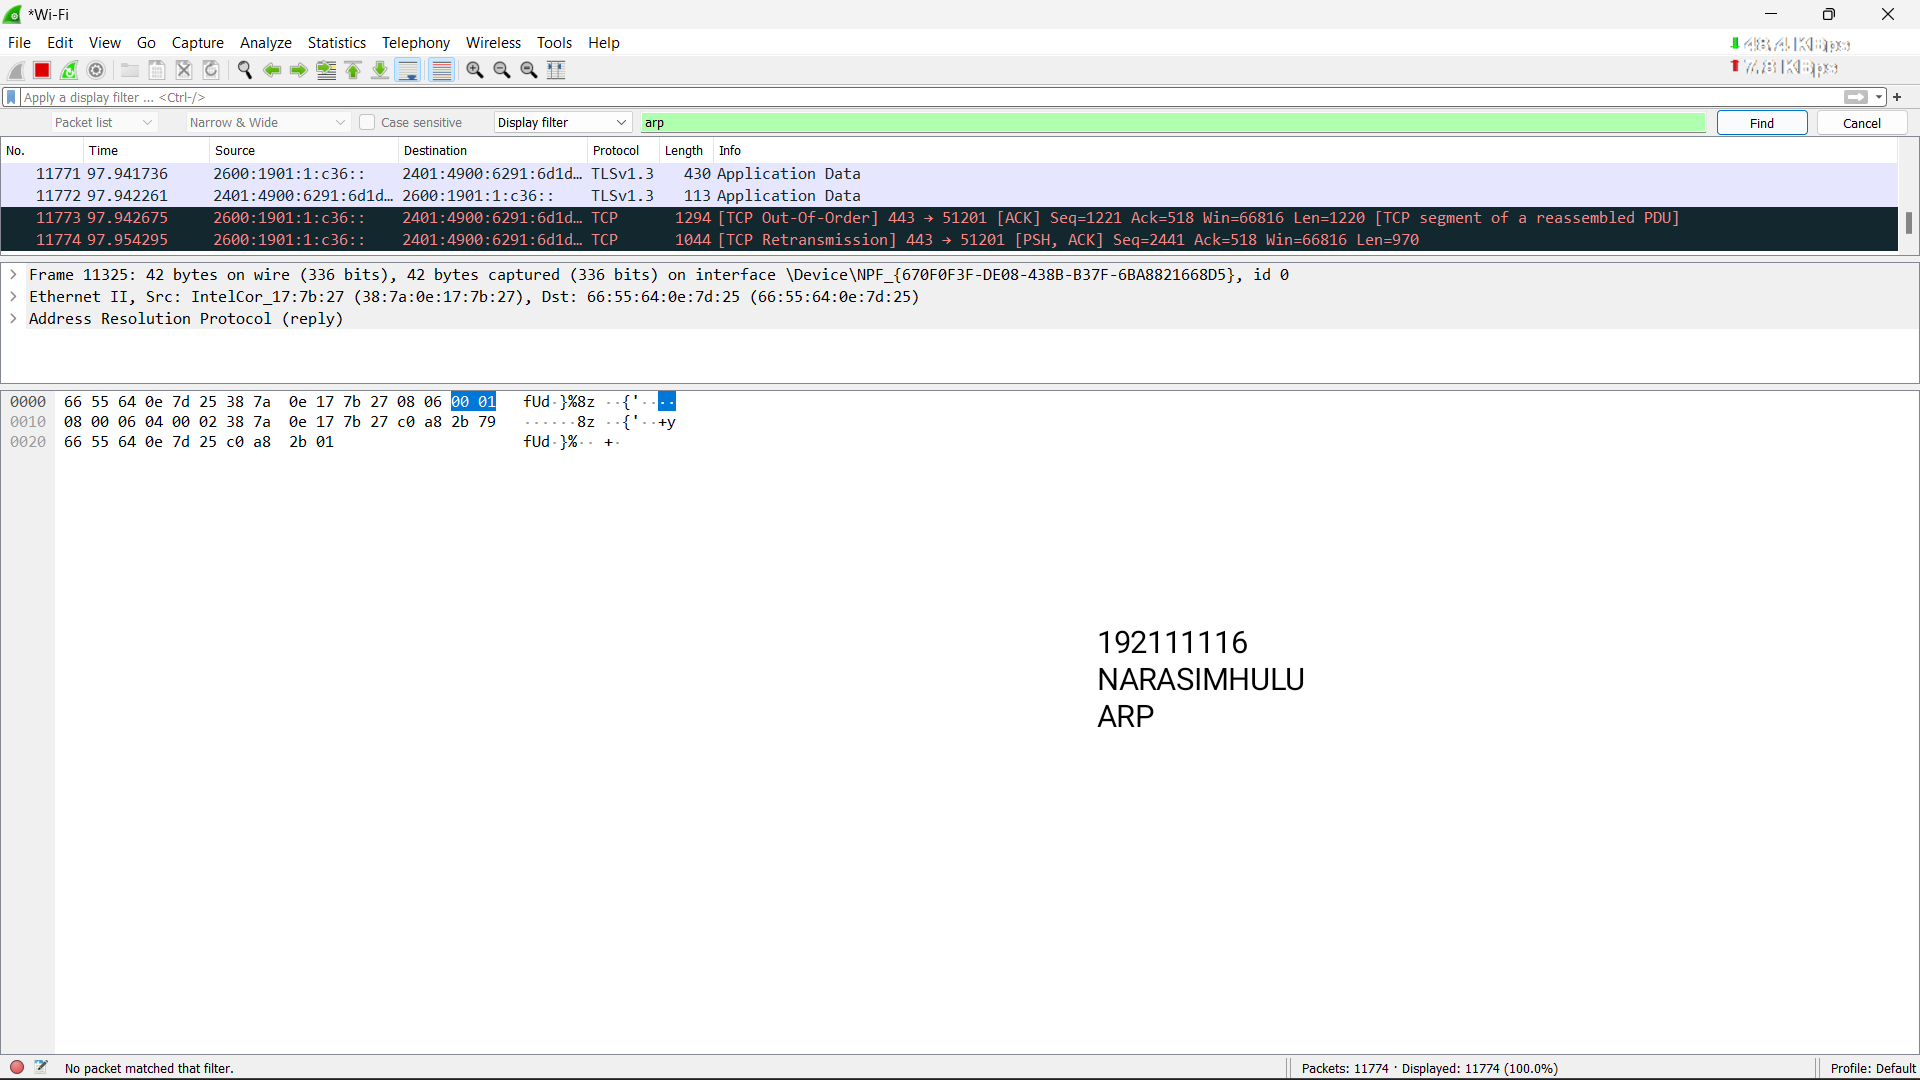 *Wi-Fi
File Edit View Go Capture Analyze Statistics Telephony Wireless Tools Help
48.4 KBps
7.8 KBps
Apply a display filter ... <Ctrl-/>
Packet list Narrow & Wide Case sensitive Display filter arp Find Cancel
No. Time Source Destination Protocol Length Info
11771 97.941736 2600:1901:1:c36:: 2401:4900:6291:6d1d… TLSv1.3 430 Application Data
11772 97.942261 2401:4900:6291:6d1d… 2600:1901:1:c36:: TLSv1.3 113 Application Data
11773 97.942675 2600:1901:1:c36:: 2401:4900:6291:6d1d… TCP 1294 [TCP Out-Of-Order] 443 → 51201 [ACK] Seq=1221 Ack=518 Win=66816 Len=1220 [TCP segment of a reassembled PDU]
11774 97.954295 2600:1901:1:c36:: 2401:4900:6291:6d1d… TCP 1044 [TCP Retransmission] 443 → 51201 [PSH, ACK] Seq=2441 Ack=518 Win=66816 Len=970
Frame 11325: 42 bytes on wire (336 bits), 42 bytes captured (336 bits) on interface \Device\NPF_{670F0F3F-DE08-438B-B37F-6BA8821668D5}, id 0
Ethernet II, Src: IntelCor_17:7b:27 (38:7a:0e:17:7b:27), Dst: 66:55:64:0e:7d:25 (66:55:64:0e:7d:25)
Address Resolution Protocol (reply)
0000 66 55 64 0e 7d 25 38 7a 0e 17 7b 27 08 06 00 01 fUd·}%8z ··{'····
0010 08 00 06 04 00 02 38 7a 0e 17 7b 27 c0 a8 2b 79 ······8z ··{'··+y
0020 66 55 64 0e 7d 25 c0 a8 2b 01 fUd·}%·· +·
192111116
NARASIMHULU
ARP
No packet matched that filter. Packets: 11774 · Displayed: 11774 (100.0%) Profile: Default